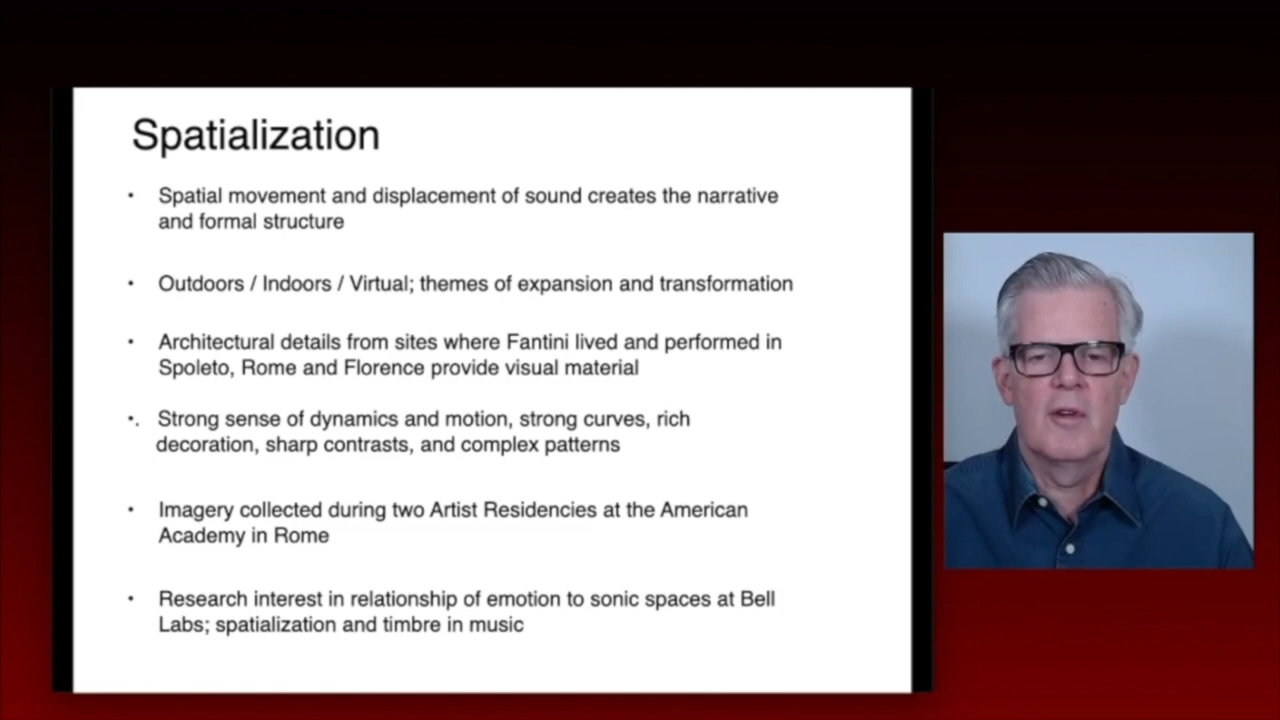 Spatialization
• Spatial movement and displacement of sound creates the narrative
and formal structure
• Outdoors / Indoors / Virtual; themes of expansion and transformation
• Architectural details from sites where Fantini lived and performed in
Spoleto, Rome and Florence provide visual material
•. Strong sense of dynamics and motion, strong curves, rich
decoration, sharp contrasts, and complex patterns
• Imagery collected during two Artist Residencies at the American
Academy in Rome
• Research interest in relationship of emotion to sonic spaces at Bell
Labs; spatialization and timbre in music